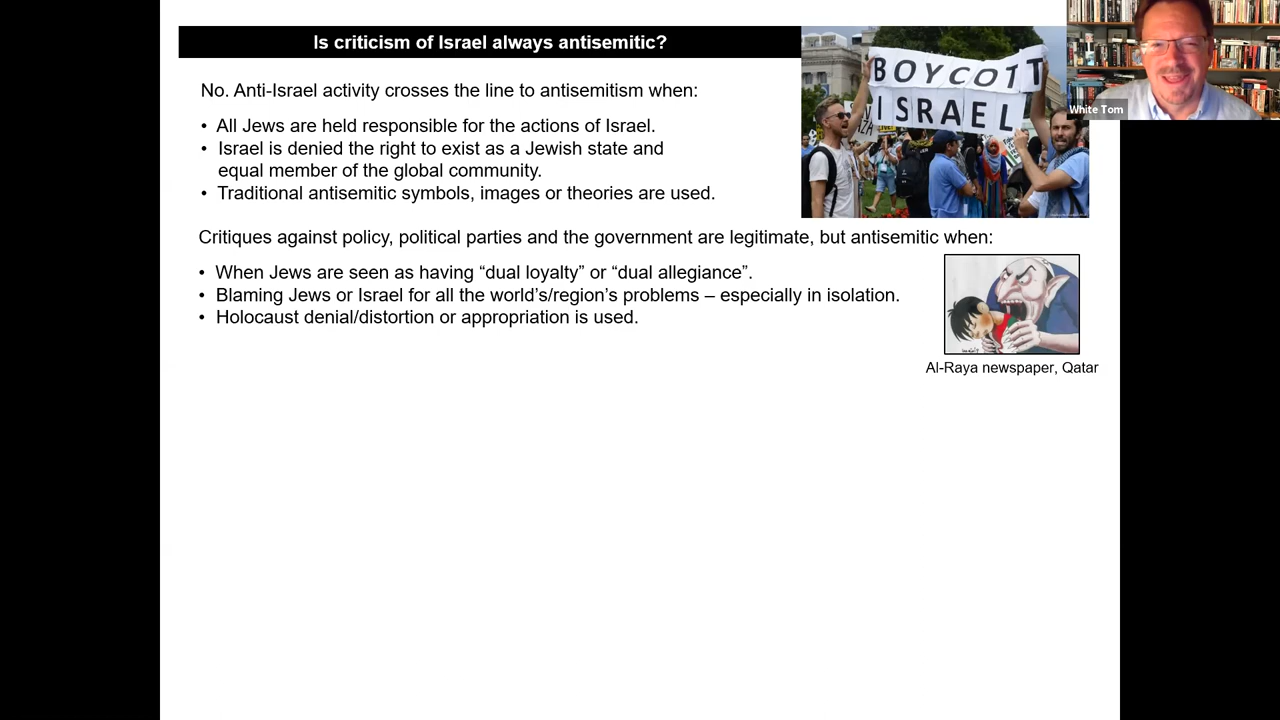 Is criticism of Israel always antisemitic?
BOYCOTT
ISRAEL
White Tom
No. Anti-Israel activity crosses the line to antisemitism when:
• All Jews are held responsible for the actions of Israel.
• Israel is denied the right to exist as a Jewish state and
equal member of the global community.
• Traditional antisemitic symbols, images or theories are used.
Critiques against policy, political parties and the government are legitimate, but antisemitic when:
• When Jews are seen as having “dual loyalty” or “dual allegiance”.
• Blaming Jews or Israel for all the world’s/region’s problems – especially in isolation.
• Holocaust denial/distortion or appropriation is used.
Al-Raya newspaper, Qatar